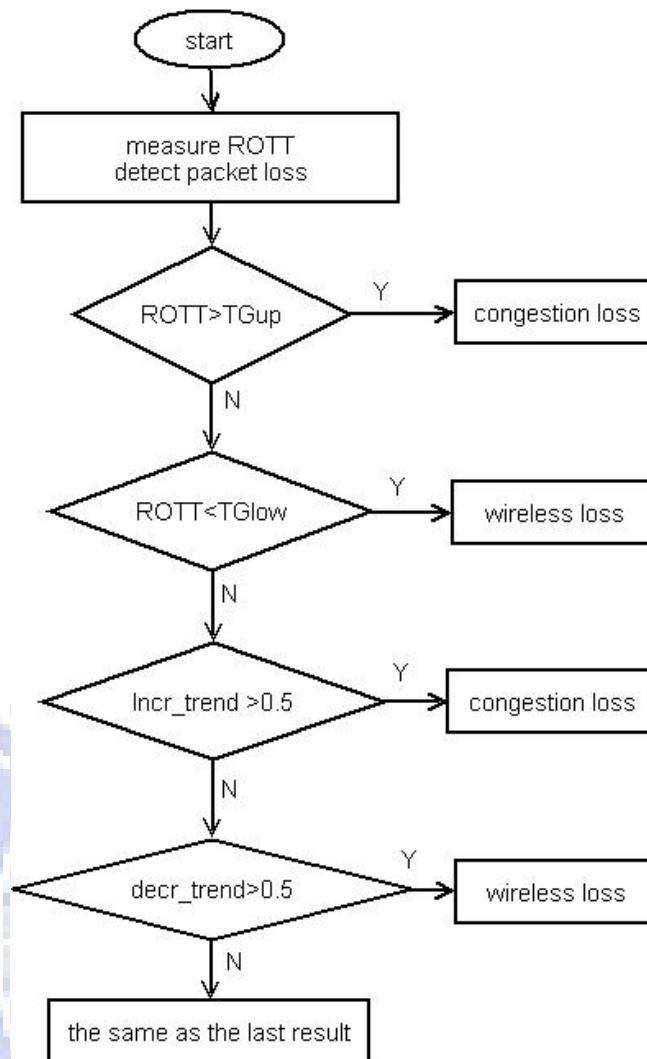 start
measure ROTT
detect packet loss
ROTT>TGup
Y
congestion loss
N
ROTT<TGlow
Y
wireless loss
N
Incr_trend >0.5
Y
congestion loss
N
decr_trend>0.5
Y
wireless loss
N
the same as the last result